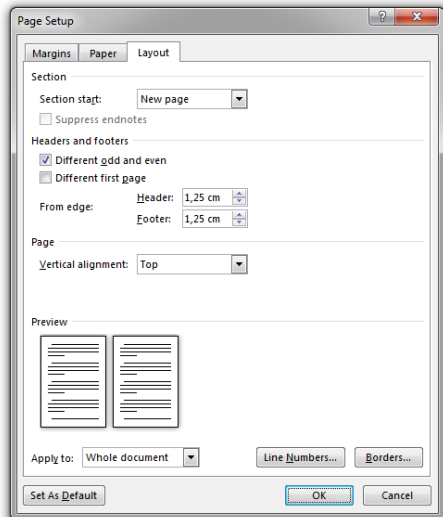 Page Setup
Margins Paper Layout
Section
Section start: New page
Suppress endnotes
Headers and footers
Different odd and even
Different first page
From edge:
Header: 1,25 cm
Footer: 1,25 cm
Page
Vertical alignment: Top
Preview
Apply to: Whole document
Line Numbers... Borders...
Set As Default OK Cancel